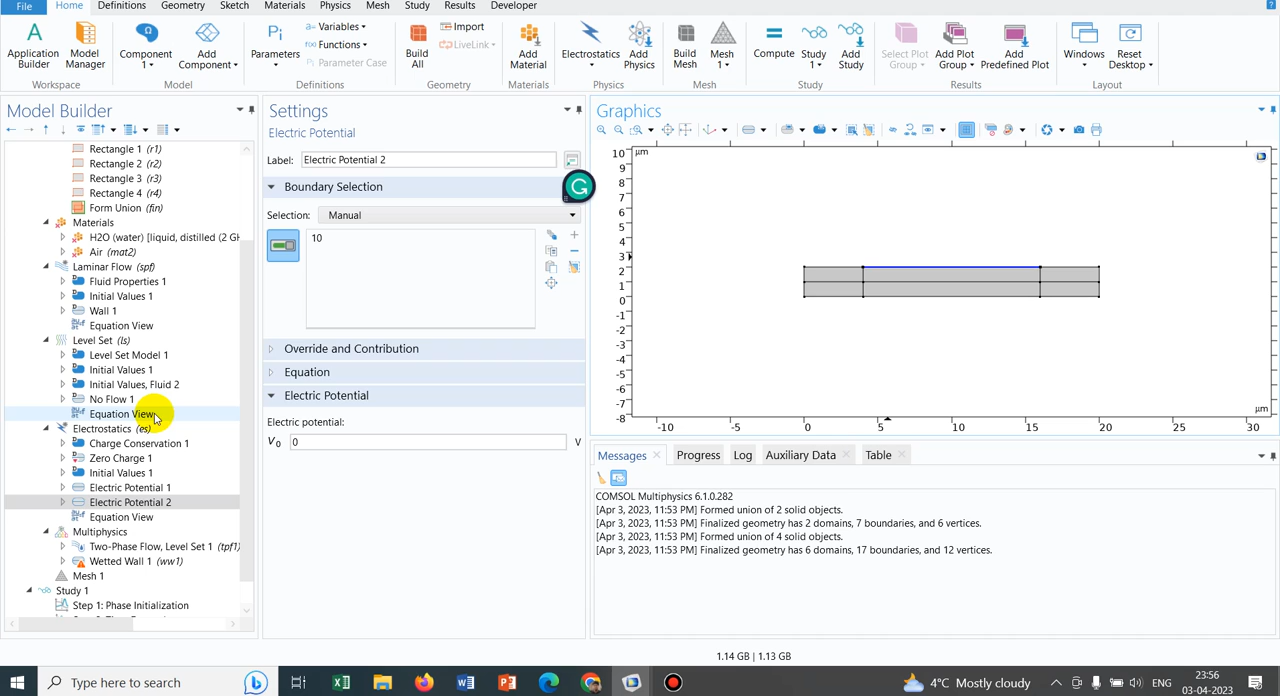 File Home Definitions Geometry Sketch Materials Physics Mesh Study Results Developer
Application Builder
Model Manager
Workspace
Component 1
Add Component
Model
Pi
Parameters
a= Variables
f(x) Functions
Pi Parameter Case
Definitions
Build All
Import
LiveLink
Geometry
Add Material
Materials
Electrostatics
Add Physics
Physics
Build Mesh
Mesh 1
Mesh
Compute
Study 1
Add Study
Study
Select Plot Group
Add Plot Group
Add Predefined Plot
Results
Windows
Reset Desktop
Layout
Model Builder
Rectangle 1 (r1)
Rectangle 2 (r2)
Rectangle 3 (r3)
Rectangle 4 (r4)
Form Union (fin)
Materials
H2O (water) [liquid, distilled (2 GH
Air (mat2)
Laminar Flow (spf)
Fluid Properties 1
Initial Values 1
Wall 1
Equation View
Level Set (ls)
Level Set Model 1
Initial Values 1
Initial Values, Fluid 2
No Flow 1
Equation View
Electrostatics (es)
Charge Conservation 1
Zero Charge 1
Initial Values 1
Electric Potential 1
Electric Potential 2
Equation View
Multiphysics
Two-Phase Flow, Level Set 1 (tpf1)
Wetted Wall 1 (ww1)
Mesh 1
Study 1
Step 1: Phase Initialization
Settings
Electric Potential
Label: Electric Potential 2
Boundary Selection
Selection: Manual
10
Override and Contribution
Equation
Electric Potential
Electric potential:
V0 0 V
Graphics
µm
10
9
8
7
6
5
4
3
2
1
0
-1
-2
-3
-4
-5
-6
-7
-8
µm
-10 -5 0 5 10 15 20 25 30
Messages Progress Log Auxiliary Data Table
COMSOL Multiphysics 6.1.0.282
[Apr 3, 2023, 11:53 PM] Formed union of 2 solid objects.
[Apr 3, 2023, 11:53 PM] Finalized geometry has 2 domains, 7 boundaries, and 6 vertices.
[Apr 3, 2023, 11:53 PM] Formed union of 4 solid objects.
[Apr 3, 2023, 11:53 PM] Finalized geometry has 6 domains, 17 boundaries, and 12 vertices.
1.14 GB | 1.13 GB
Type here to search
4°C Mostly cloudy
ENG
23:56
03-04-2023